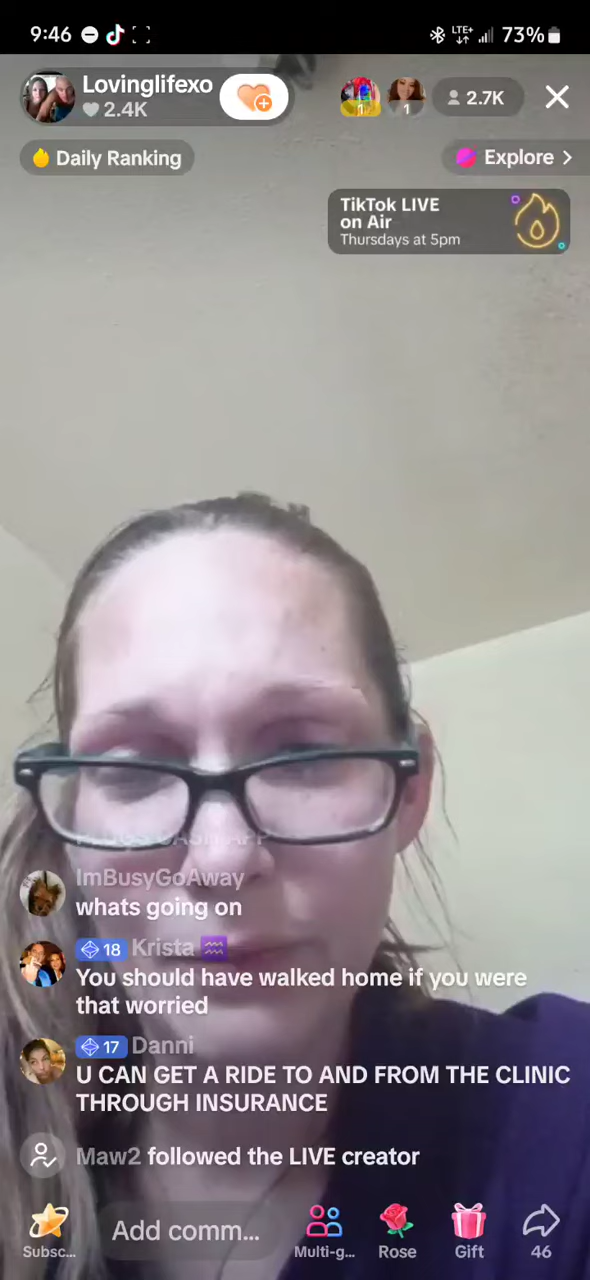 9:46
LTE+
73%
Lovinglifexo
2.4K
1
1
2.7K
Daily Ranking
Explore
TikTok LIVE
on Air
Thursdays at 5pm
ImBusyGoAway
whats going on
18 Krista ♒
You should have walked home if you were
that worried
17 Danni
U CAN GET A RIDE TO AND FROM THE CLINIC
THROUGH INSURANCE
Maw2 followed the LIVE creator
Add comm...
Subsc...
Multi-g...
Rose
Gift
46